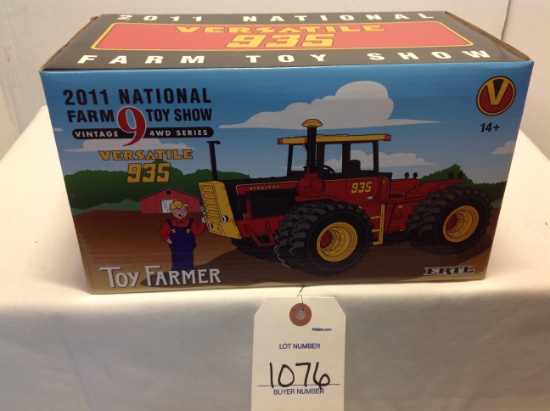 2011 NATIONAL
VERSATILE
935
FARM TOY SHOW
2011 NATIONAL
FARM 9 TOY SHOW
VINTAGE 4WD SERIES
VERSATILE
935
V
14+
VERSATILE
935
TOY FARMER
ERTL
LOT NUMBER
1076
BUYER NUMBER